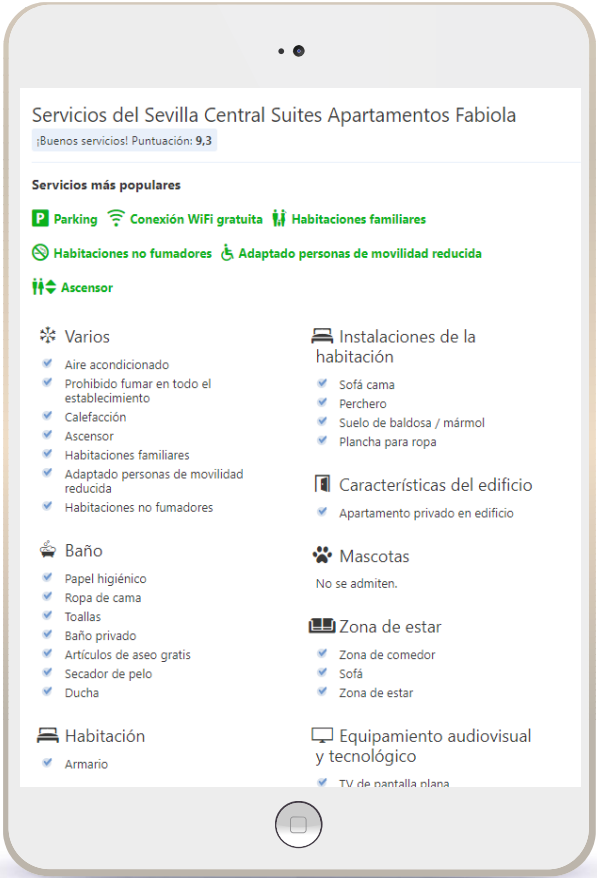 Servicios del Sevilla Central Suites Apartamentos Fabiola
¡Buenos servicios! Puntuación: 9,3
Servicios más populares
P Parking Conexión WiFi gratuita Habitaciones familiares
Habitaciones no fumadores Adaptado personas de movilidad reducida
Ascensor
Varios
Aire acondicionado
Prohibido fumar en todo el
establecimiento
Calefacción
Ascensor
Habitaciones familiares
Adaptado personas de movilidad
reducida
Habitaciones no fumadores
Baño
Papel higiénico
Ropa de cama
Toallas
Baño privado
Artículos de aseo gratis
Secador de pelo
Ducha
Habitación
Armario
Instalaciones de la
habitación
Sofá cama
Perchero
Suelo de baldosa / mármol
Plancha para ropa
Características del edificio
Apartamento privado en edificio
Mascotas
No se admiten.
Zona de estar
Zona de comedor
Sofá
Zona de estar
Equipamiento audiovisual
y tecnológico
TV de pantalla plana